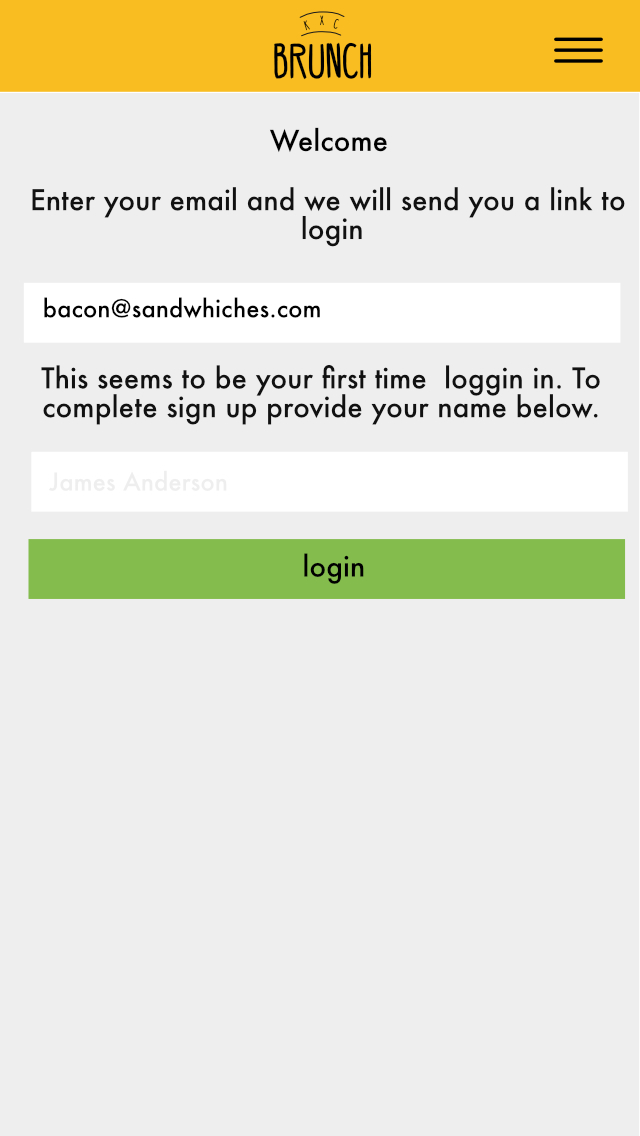 K X C
BRUNCH
Welcome
Enter your email and we will send you a link to
login
bacon@sandwhiches.com
This seems to be your first time  loggin in. To
complete sign up provide your name below.
James Anderson
login